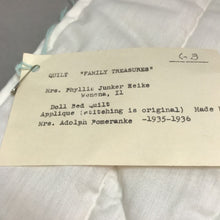 G-3
QUILT "FAMILY TREASURES"
Mrs. Phyllis Junker Heike
Wenona, Il
Doll Bed Quilt
Applique (stitching is original) Made
Mrs. Adolph Pomeranke -1935-1936